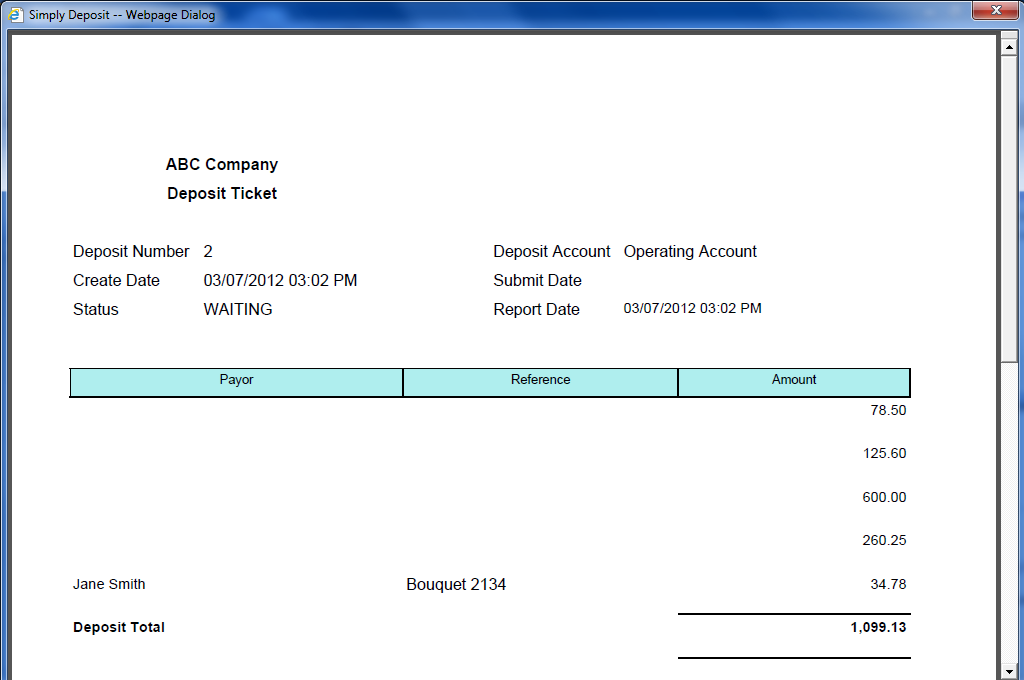 Simply Deposit -- Webpage Dialog
ABC Company
Deposit Ticket
Deposit Number 2 Deposit Account Operating Account
Create Date 03/07/2012 03:02 PM Submit Date
Status WAITING Report Date 03/07/2012 03:02 PM
Payor Reference Amount
78.50
125.60
600.00
260.25
Jane Smith Bouquet 2134 34.78
Deposit Total 1,099.13